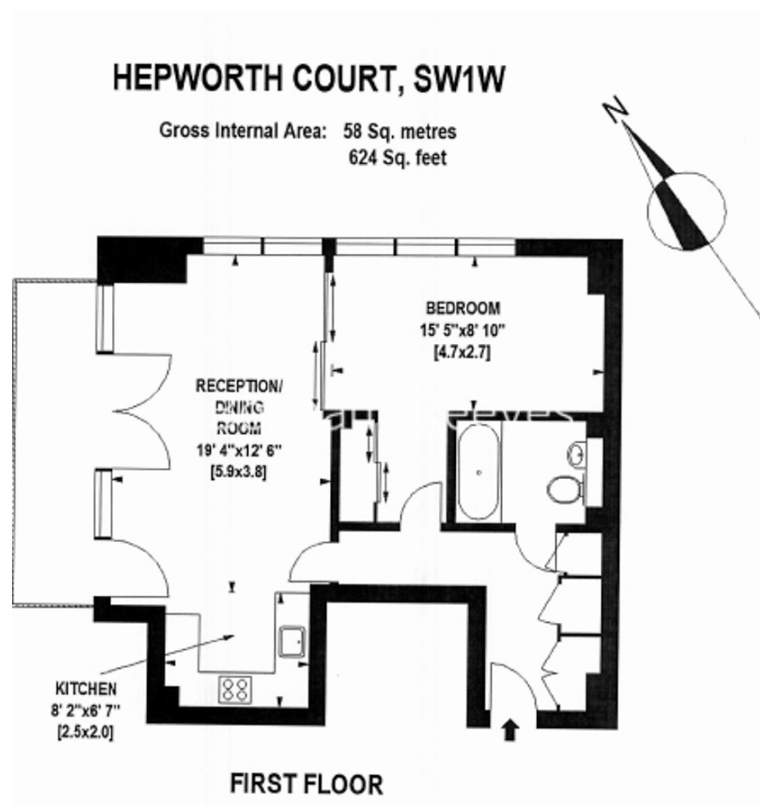 HEPWORTH COURT, SW1W
Gross Internal Area: 58 Sq. metres
624 Sq. feet
N
BEDROOM
15' 5"x8' 10"
[4.7x2.7]
RECEPTION/
DINING
ROOM
19' 4"x12' 6"
[5.9x3.8]
KITCHEN
8' 2"x6' 7"
[2.5x2.0]
FIRST FLOOR